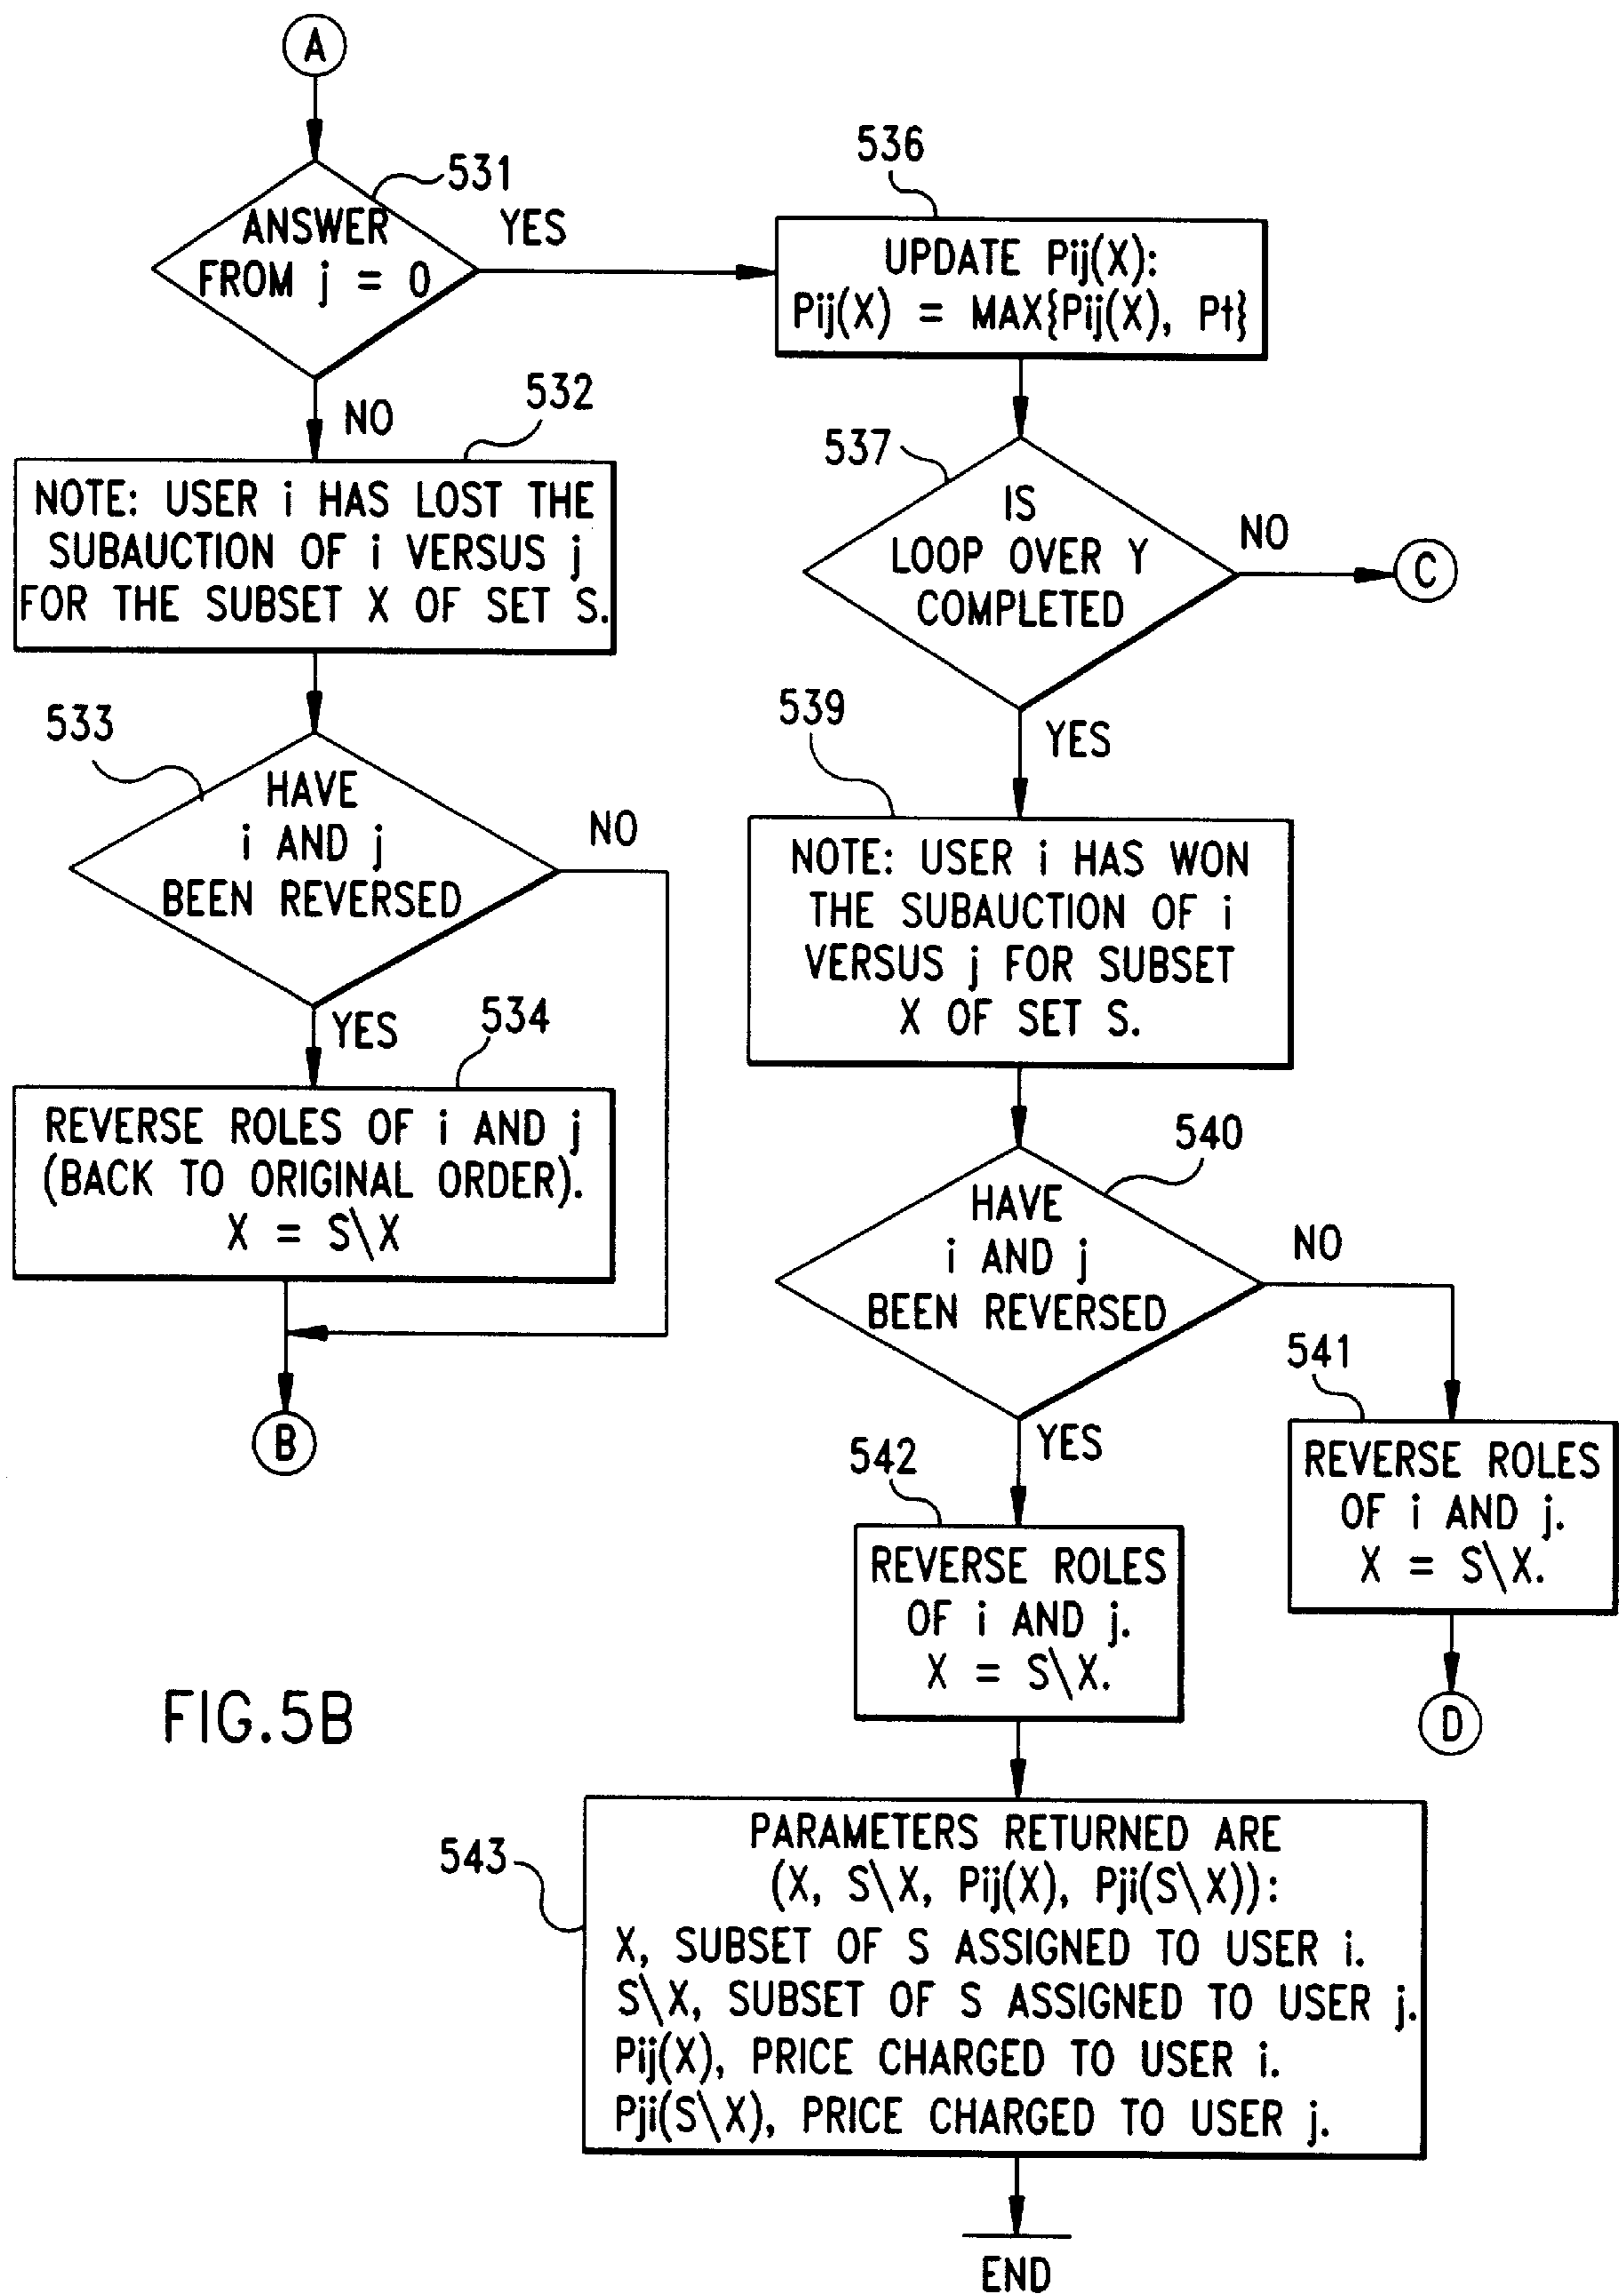 A
531
ANSWER
FROM j = 0
YES
NO
532
NOTE: USER i HAS LOST THE
SUBAUCTION OF i VERSUS j
FOR THE SUBSET X OF SET S.
533
HAVE
i AND j
BEEN REVERSED
NO
YES
534
REVERSE ROLES OF i AND j
(BACK TO ORIGINAL ORDER).
X = S\X
B
536
UPDATE Pij(X):
Pij(X) = MAX{Pij(X), Pt}
537
IS
LOOP OVER Y
COMPLETED
NO
C
YES
539
NOTE: USER i HAS WON
THE SUBAUCTION OF i
VERSUS j FOR SUBSET
X OF SET S.
540
HAVE
i AND j
BEEN REVERSED
NO
541
REVERSE ROLES
OF i AND j.
X = S\X.
D
YES
542
REVERSE ROLES
OF i AND j.
X = S\X.
543
PARAMETERS RETURNED ARE
(X, S\X, Pij(X), Pji(S\X)):
X, SUBSET OF S ASSIGNED TO USER i.
S\X, SUBSET OF S ASSIGNED TO USER j.
Pij(X), PRICE CHARGED TO USER i.
Pji(S\X), PRICE CHARGED TO USER j.
END
FIG.5B